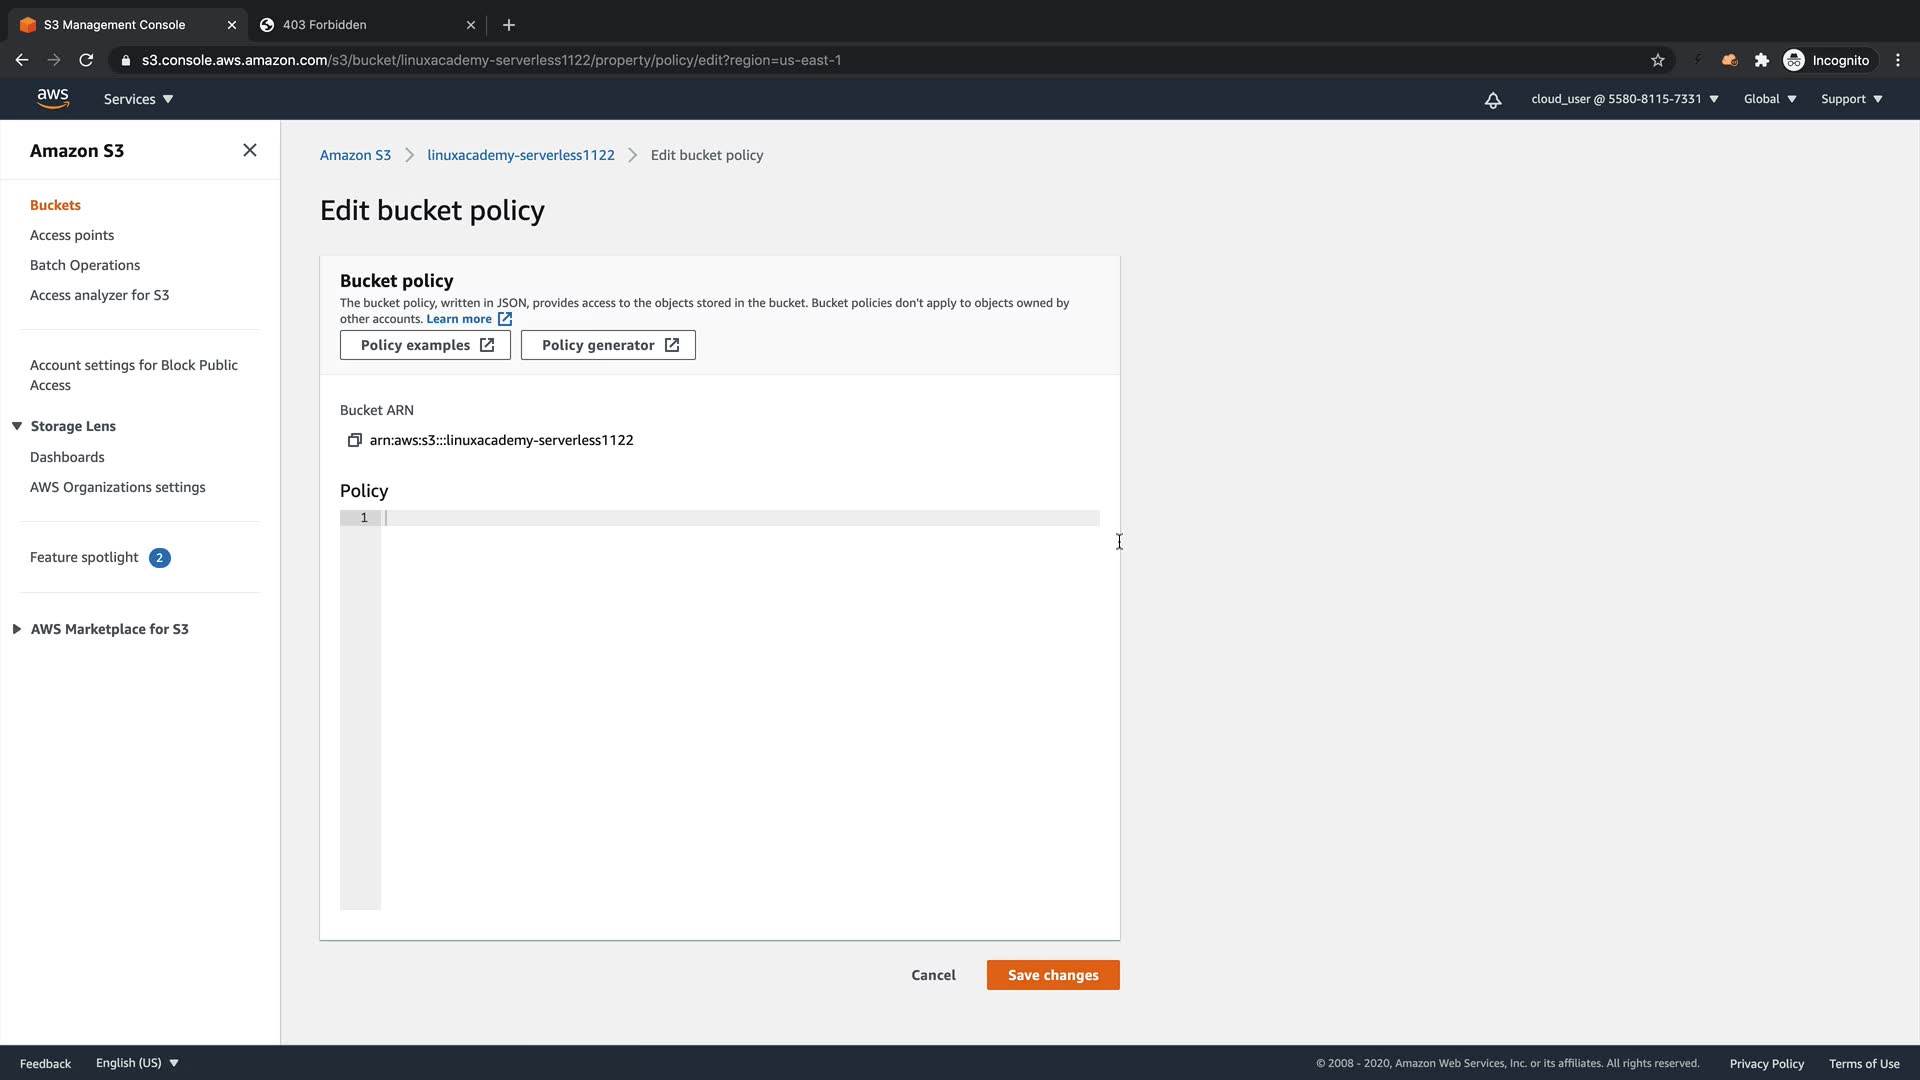 S3 Management Console
403 Forbidden
s3.console.aws.amazon.com/s3/bucket/linuxacademy-serverless1122/property/policy/edit?region=us-east-1
Incognito
aws
Services
cloud_user @ 5580-8115-7331
Global
Support
Amazon S3
Buckets
Access points
Batch Operations
Access analyzer for S3
Account settings for Block Public
Access
Storage Lens
Dashboards
AWS Organizations settings
Feature spotlight 2
AWS Marketplace for S3
Amazon S3 > linuxacademy-serverless1122 > Edit bucket policy
Edit bucket policy
Bucket policy
The bucket policy, written in JSON, provides access to the objects stored in the bucket. Bucket policies don't apply to objects owned by
other accounts. Learn more
Policy examples
Policy generator
Bucket ARN
arn:aws:s3:::linuxacademy-serverless1122
Policy
1
Cancel
Save changes
Feedback
English (US)
© 2008 - 2020, Amazon Web Services, Inc. or its affiliates. All rights reserved.
Privacy Policy
Terms of Use